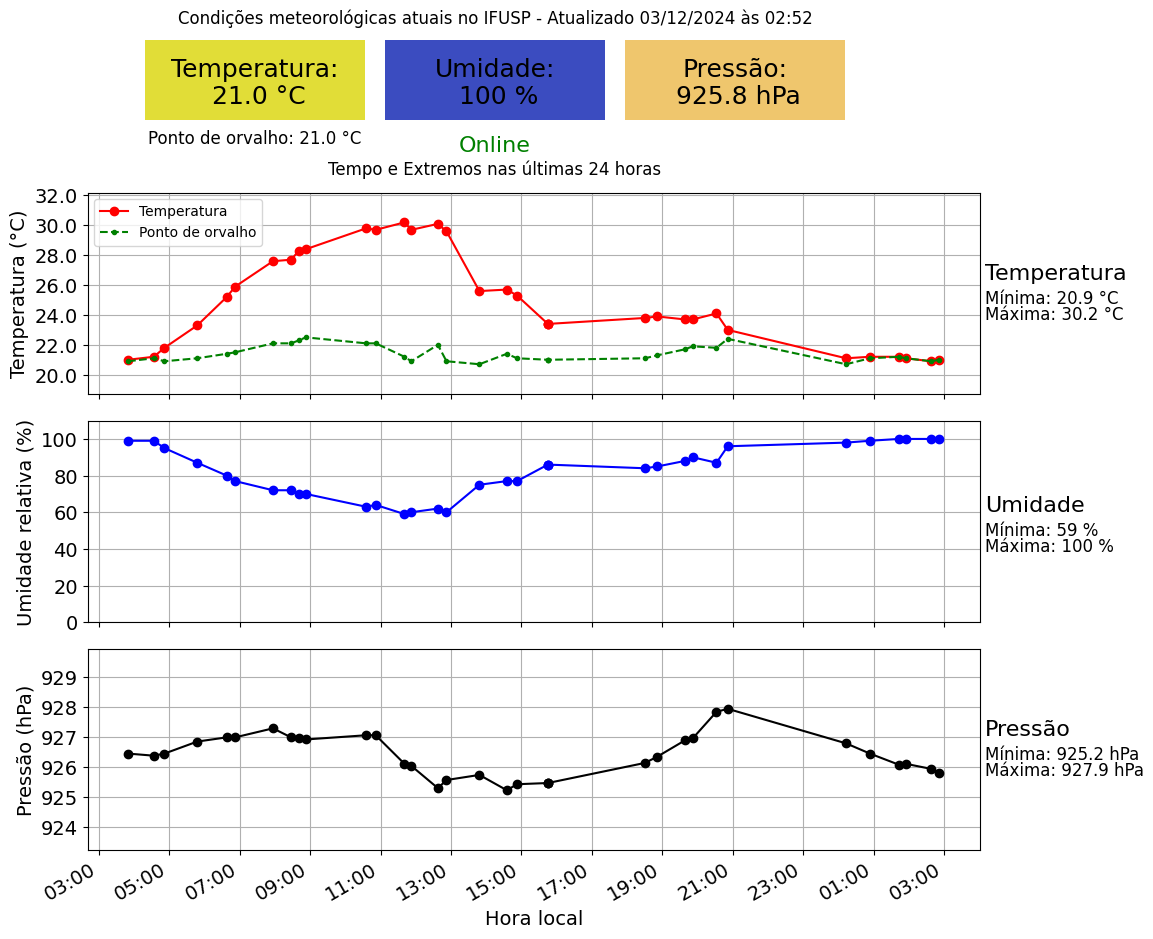 Condições meteorológicas atuais no IFUSP - Atualizado 03/12/2024 às 02:52
Temperatura:
21.0 °C
Umidade:
100 %
Pressão:
925.8 hPa
Ponto de orvalho: 21.0 °C
Online
Tempo e Extremos nas últimas 24 horas
Temperatura (°C)
32.0
30.0
28.0
26.0
24.0
22.0
20.0
Temperatura
Ponto de orvalho
Temperatura
Mínima: 20.9 °C
Máxima: 30.2 °C
Umidade relativa (%)
100
80
60
40
20
0
Umidade
Mínima: 59 %
Máxima: 100 %
Pressão (hPa)
929
928
927
926
925
924
Pressão
Mínima: 925.2 hPa
Máxima: 927.9 hPa
03:00 05:00 07:00 09:00 11:00 13:00 15:00 17:00 19:00 21:00 23:00 01:00 03:00
Hora local